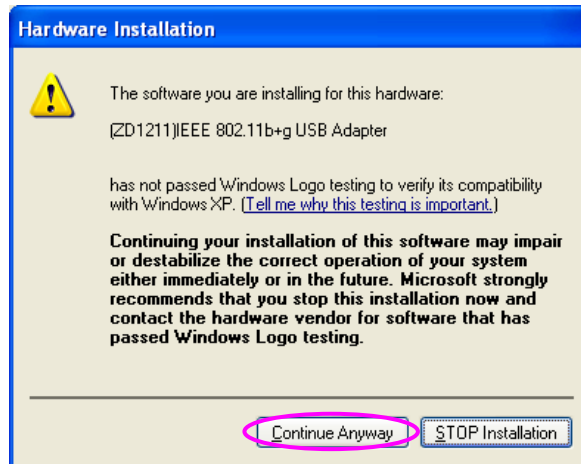 Hardware Installation
The software you are installing for this hardware:
(ZD1211)IEEE 802.11b+g USB Adapter
has not passed Windows Logo testing to verify its compatibility
with Windows XP. (Tell me why this testing is important.)
Continuing your installation of this software may impair
or destabilize the correct operation of your system
either immediately or in the future. Microsoft strongly
recommends that you stop this installation now and
contact the hardware vendor for software that has
passed Windows Logo testing.
Continue Anyway
STOP Installation